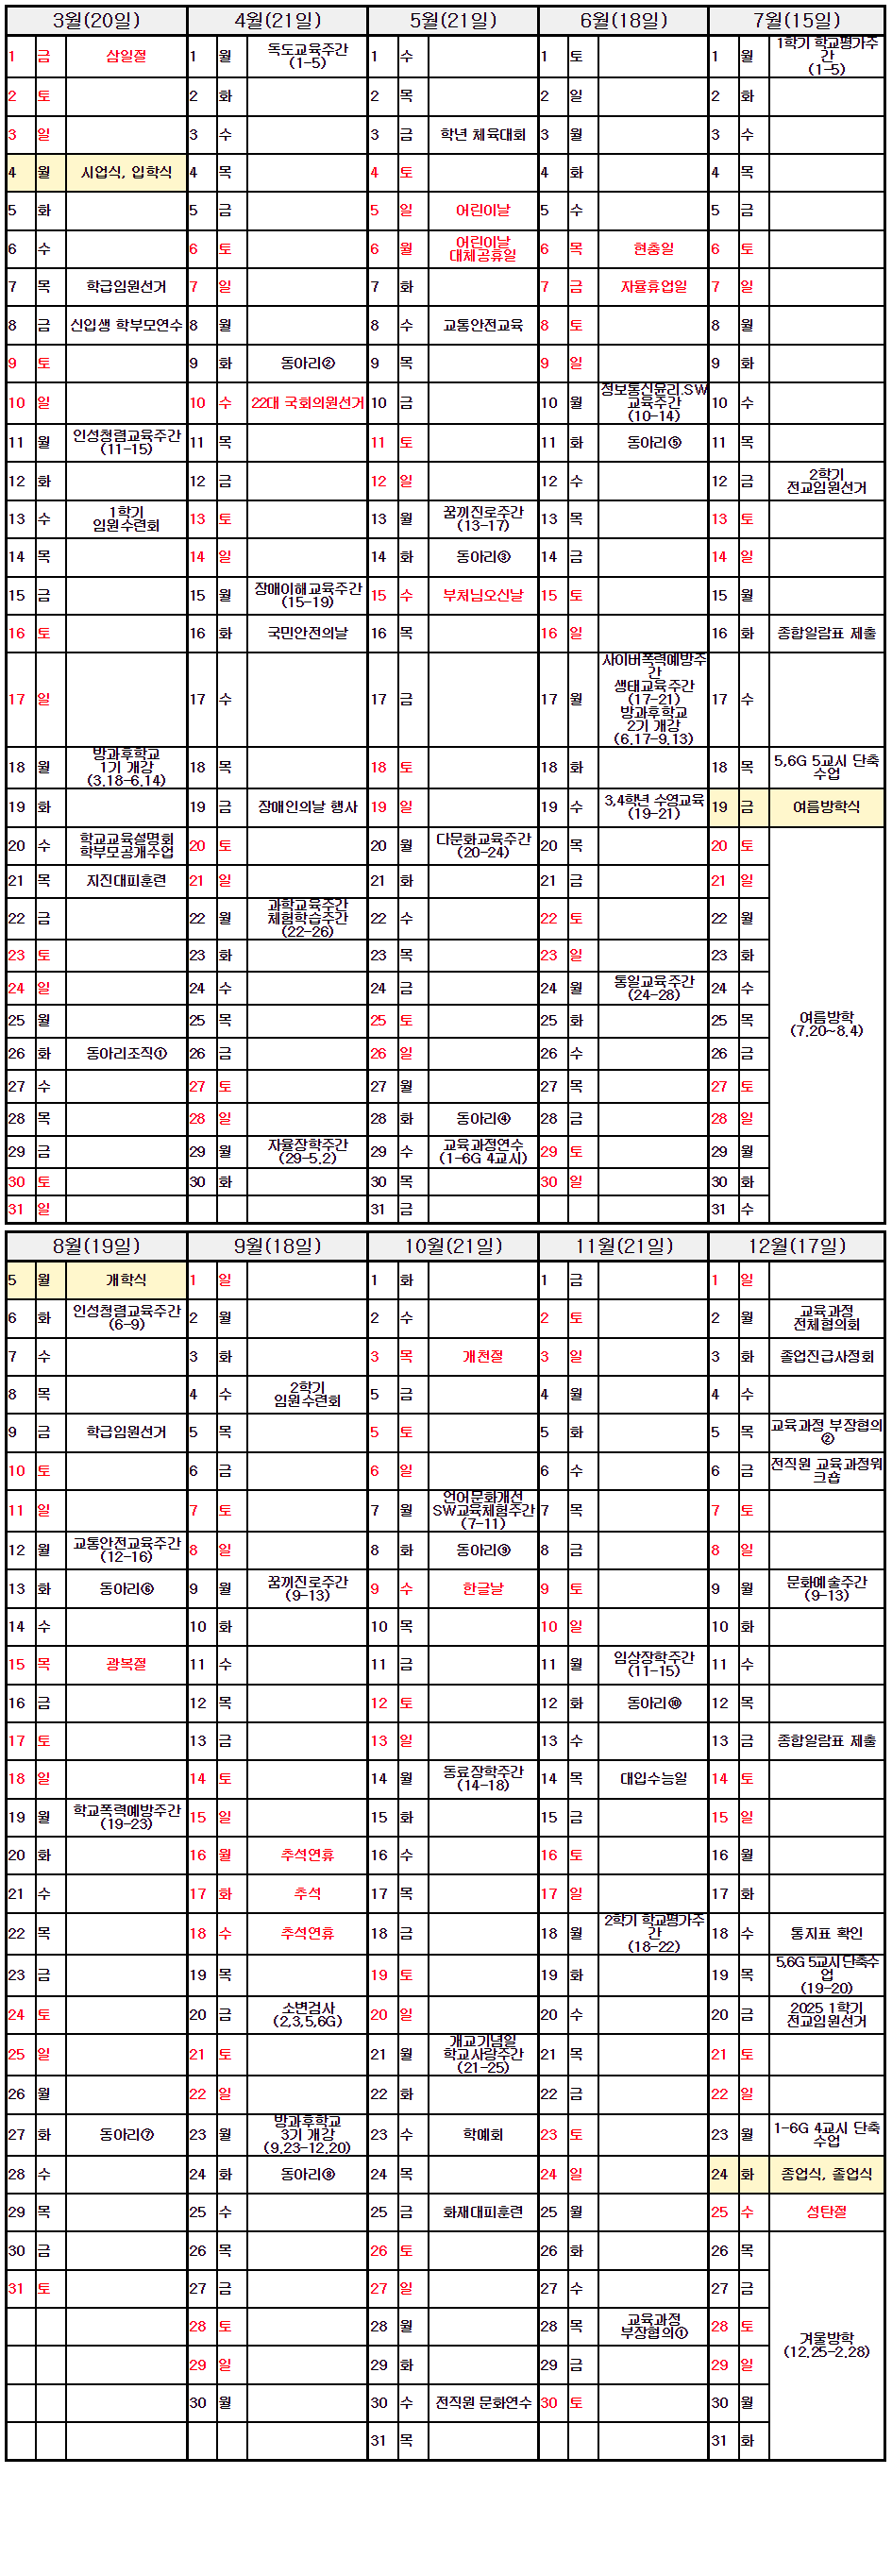 3월(20일) 4월(21일) 5월(21일) 6월(18일) 7월(15일)
1 금 삼일절 1 월 독도교육주간 (1-5) 1 수 1 토 1 월 1학기 학교평가주간 (1-5)
2 토 2 화 2 목 2 일 2 화
3 일 3 수 3 금 학년 체육대회 3 월 3 수
4 월 시업식, 입학식 4 목 4 토 4 화 4 목
5 화 5 금 5 일 어린이날 5 수 5 금
6 수 6 토 6 월 어린이날 대체공휴일 6 목 현충일 6 토
7 목 학급임원선거 7 일 7 화 7 금 자율휴업일 7 일
8 금 신입생 학부모연수 8 월 8 수 교통안전교육 8 토 8 월
9 토 9 화 동아리② 9 목 9 일 9 화
10 일 10 수 22대 국회의원선거 10 금 10 월 정보통신윤리.SW교육주간 (10-14) 10 수
11 월 인성청렴교육주간 (11-15) 11 목 11 토 11 화 동아리⑤ 11 목
12 화 12 금 12 일 12 수 12 금 2학기 전교임원선거
13 수 1학기 임원수련회 13 토 13 월 꿈끼진로주간 (13-17) 13 목 13 토
14 목 14 일 14 화 동아리③ 14 금 14 일
15 금 15 월 장애이해교육주간 (15-19) 15 수 부처님오신날 15 토 15 월
16 토 16 화 국민안전의날 16 목 16 일 16 화 종합일람표 제출
17 일 17 수 17 금 17 월 사이버폭력예방주간 생태교육주간 (17-21) 방과후학교 2기 개강 (6.17-9.13) 17 수
18 월 방과후학교 1기 개강 (3.18-6.14) 18 목 18 토 18 화 18 목 5,6G 5교시 단축수업
19 화 19 금 장애인의날 행사 19 일 19 수 3,4학년 수영교육 (19-21) 19 금 여름방학식
20 수 학교교육설명회 학부모공개수업 20 토 20 월 다문화교육주간 (20-24) 20 목 20 토
21 목 지진대피훈련 21 일 21 화 21 금 21 일
22 금 22 월 과학교육주간 체험학습주간 (22-26) 22 수 22 토 22 월
23 토 23 화 23 목 23 일 23 화
24 일 24 수 24 금 24 월 통일교육주간 (24-28) 24 수
25 월 25 목 25 토 25 화 25 목 여름방학 (7.20~8.4)
26 화 동아리조직① 26 금 26 일 26 수 26 금
27 수 27 토 27 월 27 목 27 토
28 목 28 일 28 화 동아리④ 28 금 28 일
29 금 29 월 자율장학주간 (29-5.2) 29 수 교육과정연수 (1-6G 4교시) 29 토 29 월
30 토 30 화 30 목 30 일 30 화
31 일 31 금 31 수
8월(19일) 9월(18일) 10월(21일) 11월(21일) 12월(17일)
5 월 개학식 1 일 1 화 1 금 1 일
6 화 인성청렴교육주간 (6-9) 2 월 2 수 2 토 2 월 교육과정 전체협의회
7 수 3 화 3 목 개천절 3 일 3 화 졸업진급사정회
8 목 4 수 2학기 임원수련회 5 금 4 월 4 수
9 금 학급임원선거 5 목 5 토 5 화 5 목 교육과정 부장협의②
10 토 6 금 6 일 6 수 6 금 전직원 교육과정워크숍
11 일 7 토 7 월 언어문화개선 SW교육체험주간 (7-11) 7 목 7 토
12 월 교통안전교육주간 (12-16) 8 일 8 화 동아리⑨ 8 금 8 일
13 화 동아리⑥ 9 월 꿈끼진로주간 (9-13) 9 수 한글날 9 토 9 월 문화예술주간 (9-13)
14 수 10 화 10 목 10 일 10 화
15 목 광복절 11 수 11 금 11 월 임상장학주간 (11-15) 11 수
16 금 12 목 12 토 12 화 동아리⑩ 12 목
17 토 13 금 13 일 13 수 13 금 종합일람표 제출
18 일 14 토 14 월 동료장학주간 (14-18) 14 목 대입수능일 14 토
19 월 학교폭력예방주간 (19-23) 15 일 15 화 15 금 15 일
20 화 16 월 추석연휴 16 수 16 토 16 월
21 수 17 화 추석 17 목 17 일 17 화
22 목 18 수 추석연휴 18 금 18 월 2학기 학교평가주간 (18-22) 18 수 통지표 확인
23 금 19 목 19 토 19 화 19 목 5,6G 5교시 단축수업 (19-20)
24 토 20 금 소변검사 (2,3,5,6G) 20 일 20 수 20 금 2025 1학기 전교임원선거
25 일 21 토 21 월 개교기념일 학교사랑주간 (21-25) 21 목 21 토
26 월 22 일 22 화 22 금 22 일
27 화 동아리⑦ 23 월 방과후학교 3기 개강 (9.23-12.20) 23 수 학예회 23 토 23 월 1-6G 4교시 단축수업
28 수 24 화 동아리⑧ 24 목 24 일 24 화 종업식, 졸업식
29 목 25 수 25 금 화재대피훈련 25 월 25 수 성탄절
30 금 26 목 26 토 26 화 26 목
31 토 27 금 27 일 27 수 27 금
28 토 28 월 28 목 교육과정 부장협의① 28 토 겨울방학 (12.25-2.28)
29 일 29 화 29 금 29 일
30 월 30 수 전직원 문화연수 30 토 30 월
31 목 31 화